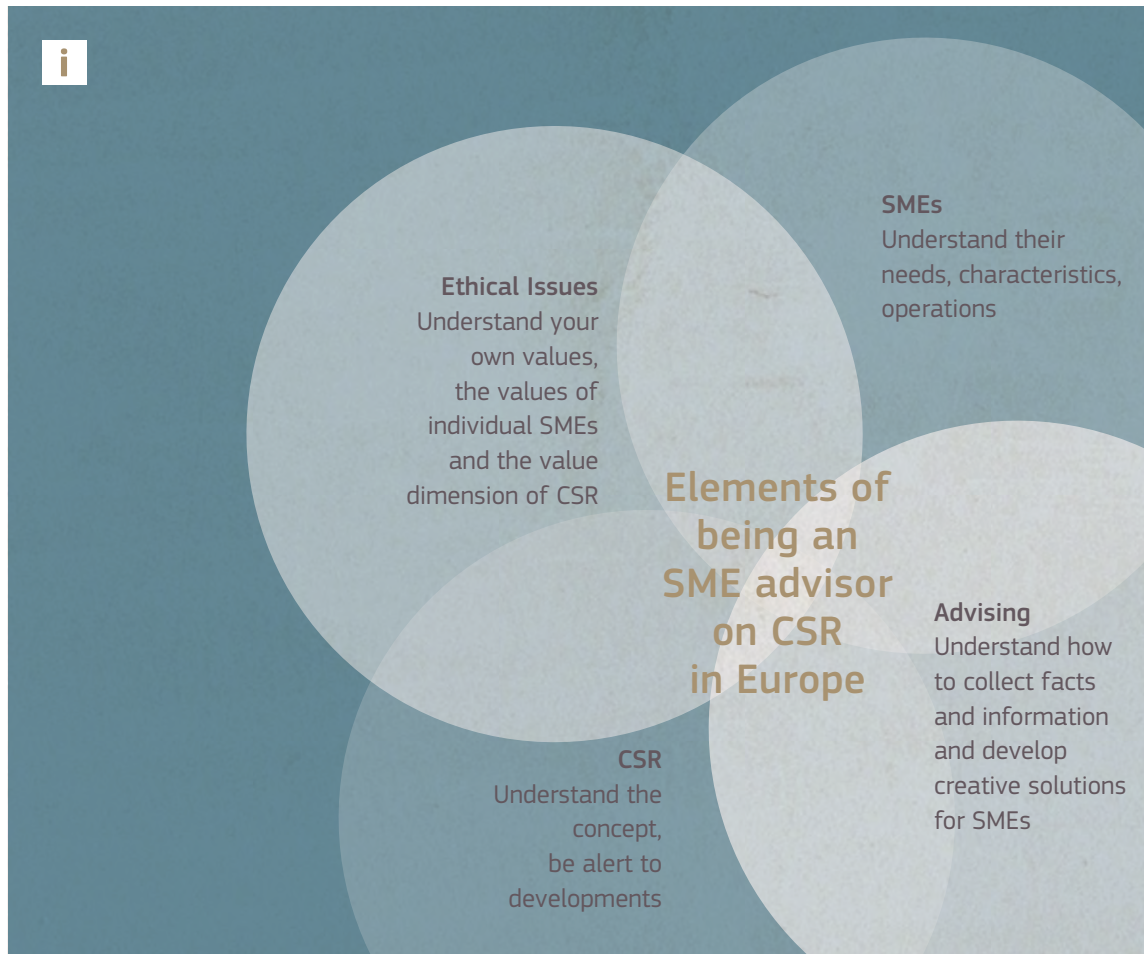 i
Ethical Issues
Understand your
own values,
the values of
individual SMEs
and the value
dimension of CSR
SMEs
Understand their
needs, characteristics,
operations
Elements of
being an
SME advisor
on CSR
in Europe
Advising
Understand how
to collect facts
and information
and develop
creative solutions
for SMEs
CSR
Understand the
concept,
be alert to
developments